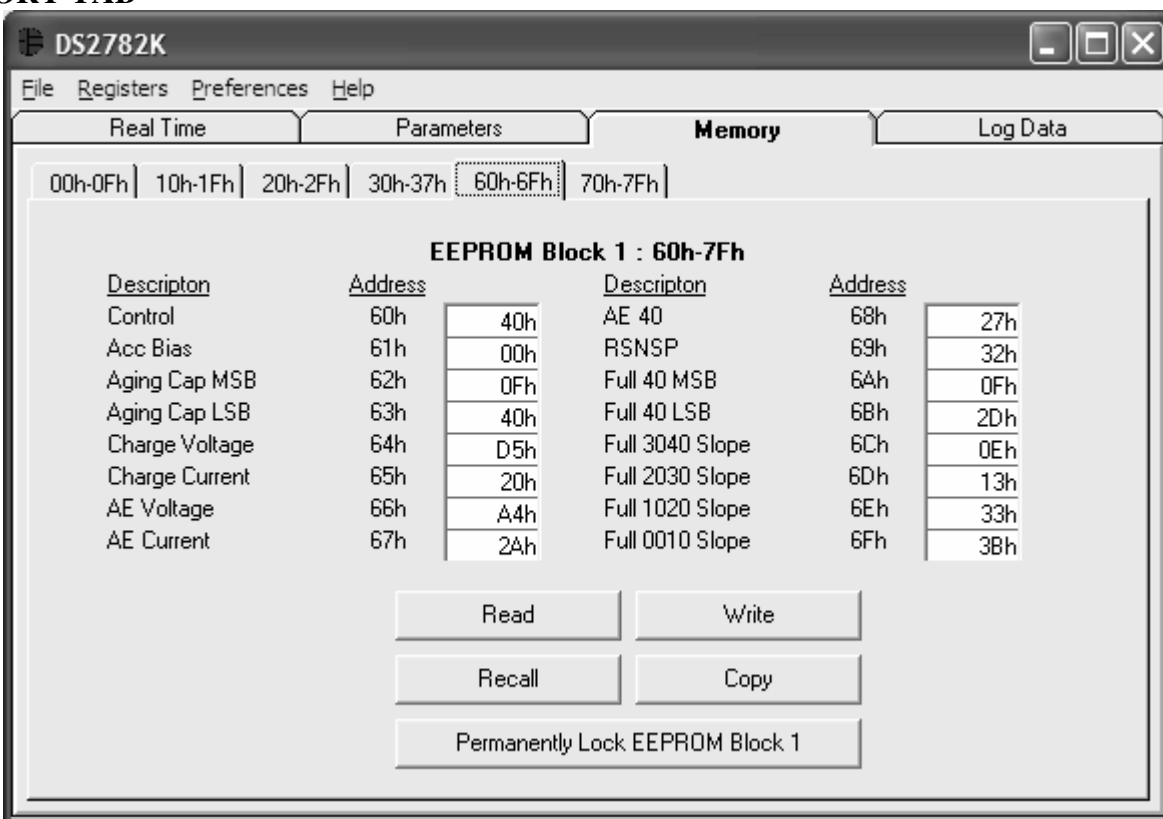 DS2782K
File Registers Preferences Help
Real Time Parameters Memory Log Data
00h-0Fh 10h-1Fh 20h-2Fh 30h-37h 60h-6Fh 70h-7Fh
EEPROM Block 1 : 60h-7Fh
Descripton Address Descripton Address
Control 60h 40h AE 40 68h 27h
Acc Bias 61h 00h RSNSP 69h 32h
Aging Cap MSB 62h 0Fh Full 40 MSB 6Ah 0Fh
Aging Cap LSB 63h 40h Full 40 LSB 6Bh 2Dh
Charge Voltage 64h D5h Full 3040 Slope 6Ch 0Eh
Charge Current 65h 20h Full 2030 Slope 6Dh 13h
AE Voltage 66h A4h Full 1020 Slope 6Eh 33h
AE Current 67h 2Ah Full 0010 Slope 6Fh 3Bh
Read Write
Recall Copy
Permanently Lock EEPROM Block 1